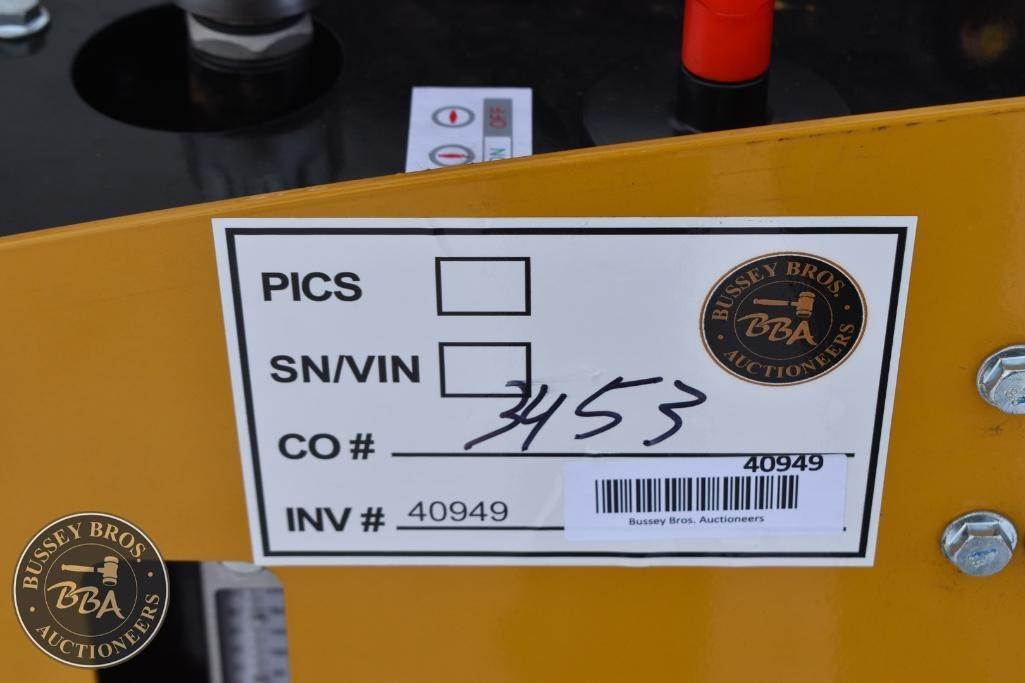 OFF
ON
PICS
BUSSEY BROS.
BBA
AUCTIONEERS
SN/VIN
CO # 3453
40949
INV # 40949
Bussey Bros. Auctioneers
BUSSEY BROS.
BBA
AUCTIONEERS